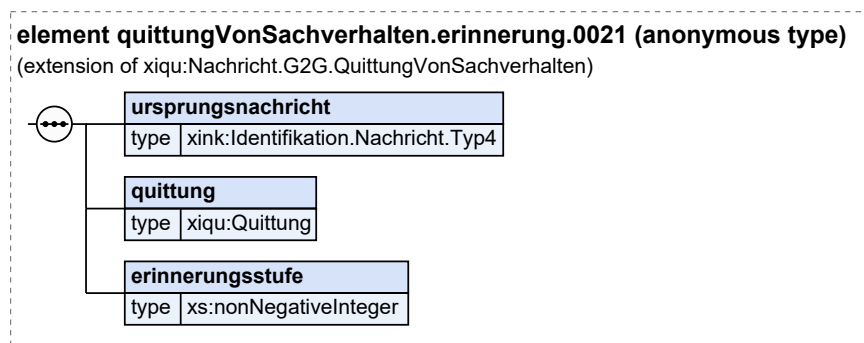 element quittungVonSachverhalten.erinnerung.0021 (anonymous type)
(extension of xiqu:Nachricht.G2G.QuittungVonSachverhalten)
ursprungsnachricht
type xink:Identifikation.Nachricht.Typ4
quittung
type xiqu:Quittung
erinnerungsstufe
type xs:nonNegativeInteger